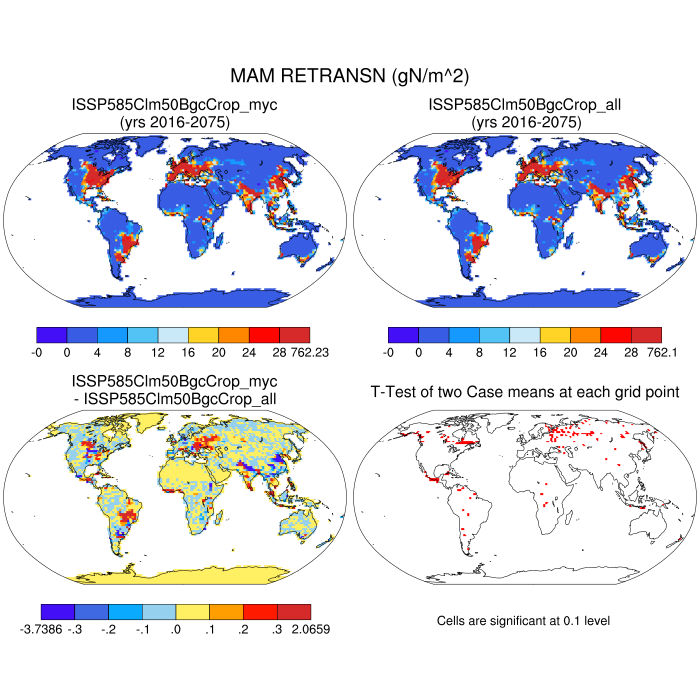 MAM RETRANSN (gN/m^2)
ISSP585Clm50BgcCrop_myc
(yrs 2016-2075)
ISSP585Clm50BgcCrop_all
(yrs 2016-2075)
-0 0 4 8 12 16 20 24 28 762.23
-0 0 4 8 12 16 20 24 28 762.1
ISSP585Clm50BgcCrop_myc
- ISSP585Clm50BgcCrop_all
T-Test of two Case means at each grid point
-3.7386 -.3 -.2 -.1 .0 .1 .2 .3 2.0659
Cells are significant at 0.1 level